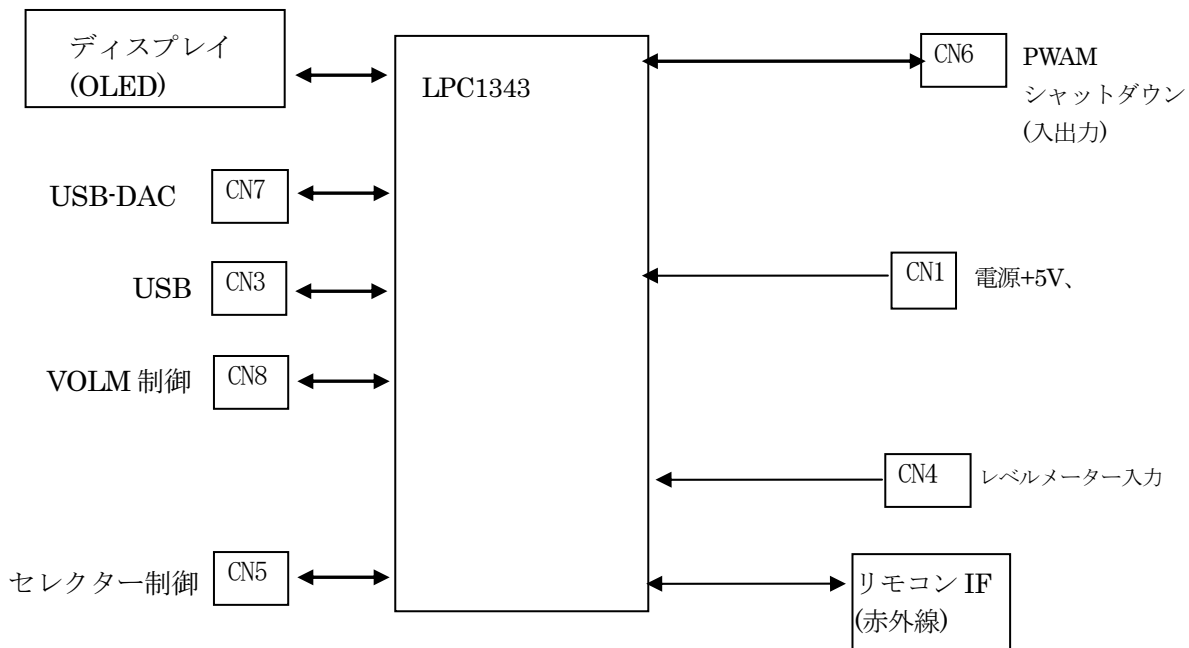 ディスプレイ
(OLED)
LPC1343
CN6
PWAM
シャットダウン
(入出力)
USB-DAC
CN7
USB
CN3
CN1
電源+5V、
VOLM 制御
CN8
CN4
レベルメーター入力
セレクター制御
CN5
リモコン IF
(赤外線)